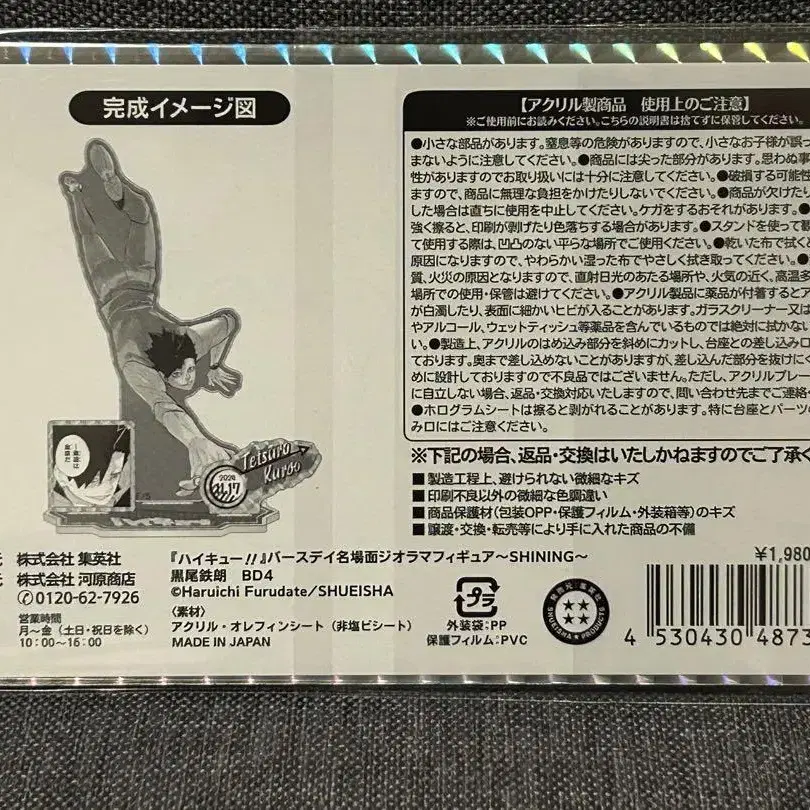 完成イメージ図
一番脅威は
Tetsuro
Kuroo
2024
11.17
【アクリル製商品 使用上のご注意】
※ご使用前にお読みください。こちらの説明書は捨てずに保管してください。
●小さな部品があります。窒息等の危険がありますので、小さなお子様が誤っ
まないように注意してください。●商品には尖った部分があります。思わぬ事
性がありますのでお取り扱いには十分に注意してください。●破損する可能性
ますので、商品に無理な負担をかけたりしないでください。●商品が欠けたり
した場合は直ちに使用を中止してください。ケガをするおそれがあります。●
強く擦ると、印刷が剥げたり色落ちする場合があります。●スタンドを使って
て使用する際は、凹凸のない平らな場所でご使用ください。●乾いた布で拭くと
原因になりますので、やわらかい湿った布でやさしく拭き取ってください。●
質、火災の原因となりますので、直射日光のあたる場所や、火気の近く、高温多
場所での使用・保管は避けてください。●アクリル製品に薬品が付着するとア
が白濁したり、表面に細かいヒビが入ることがあります。ガラスクリーナー又は
やアルコール、ウェットティッシュ等薬品を含んでいるものでは絶対に拭かない
い。●製造上、アクリルのはめ込み部分を斜めにカットし、台座との差し込み口
ております。奥まで差し込めないことがありますが、差し込んだ部分を抜けにく
めに設計しておりますので不良品ではございません。ただし、アクリルプレー
に自立しない場合、返品・交換対応いたしますので、問い合わせ先までご連絡
●ホログラムシートは擦ると剥がれることがあります。特に台座とパーツの
み口にはご注意ください。
※下記の場合、返品・交換はいたしかねますのでご了承く
■製造工程上、避けられない微細なキズ
■印刷不良以外の微細な色調違い
■商品保護材(包装OPP・保護フィルム・外装箱等)のキズ
■譲渡・交換・転売等により手に入れた商品の不備
元 株式会社 集英社
元 株式会社 河原商店
0120-62-7926
営業時間
月～金(土日・祝日を除く)
10:00～16:00
『ハイキュー!!』バースデイ名場面ジオラマフィギュア～SHINING～
黒尾鉄朗 BD4
©Haruichi Furudate/SHUEISHA
<素材>
アクリル・オレフィンシート(非塩ビシート)
MADE IN JAPAN
プラ
外装袋:PP
保護フィルム:PVC
発売元:集英社
SHUEISHA PRODUCTS
¥1,980
4 530430 4873